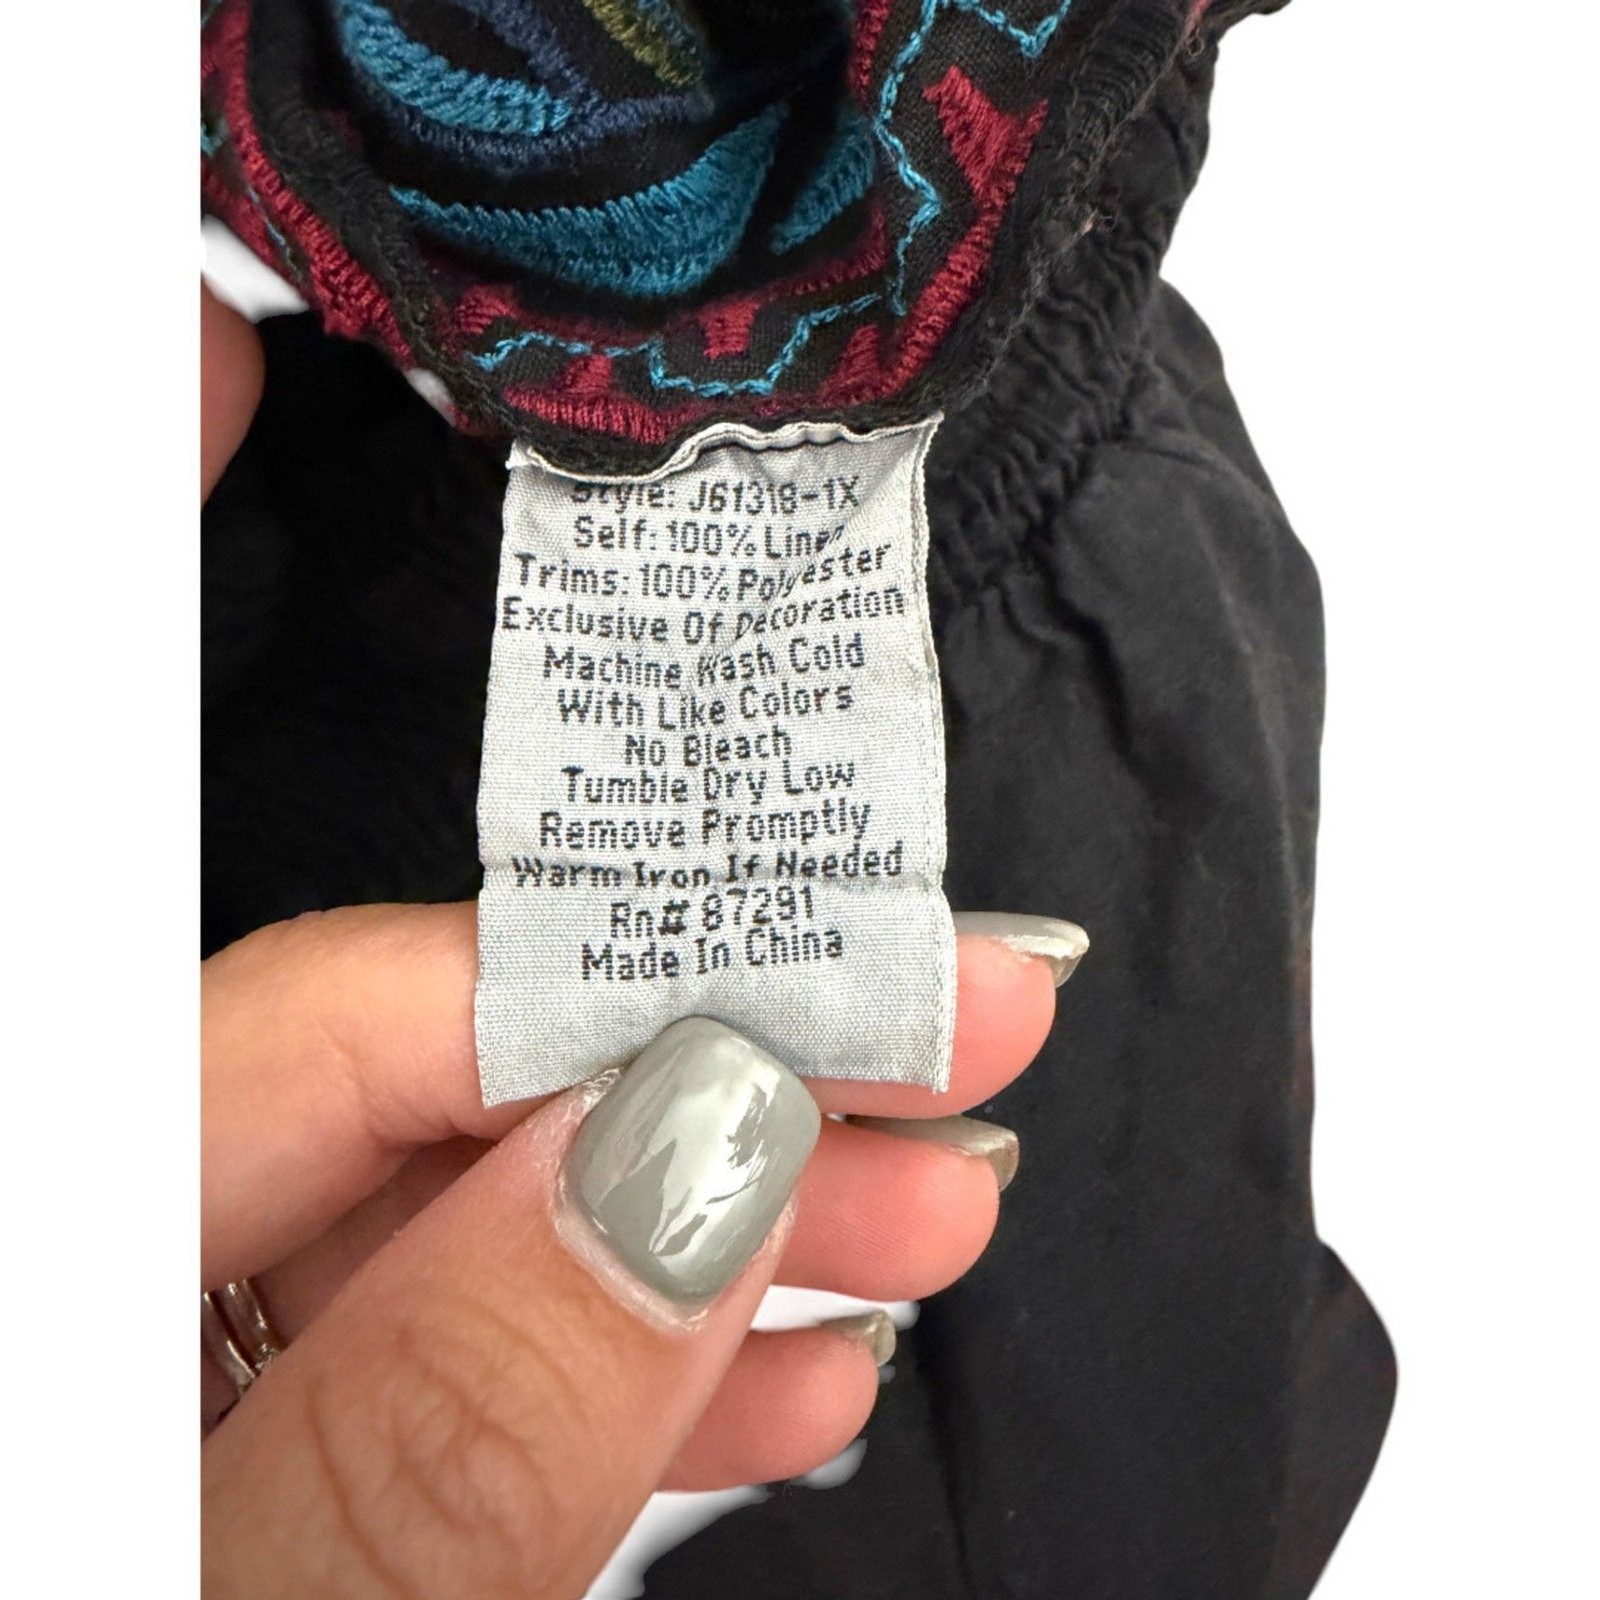 Style: J61318-1X
Self: 100% Linen
Trims: 100% Polyester
Exclusive Of Decoration
Machine Wash Cold
With Like Colors
No Bleach
Tumble Dry Low
Remove Promptly
Warm Iron If Needed
Rn# 87291
Made In China